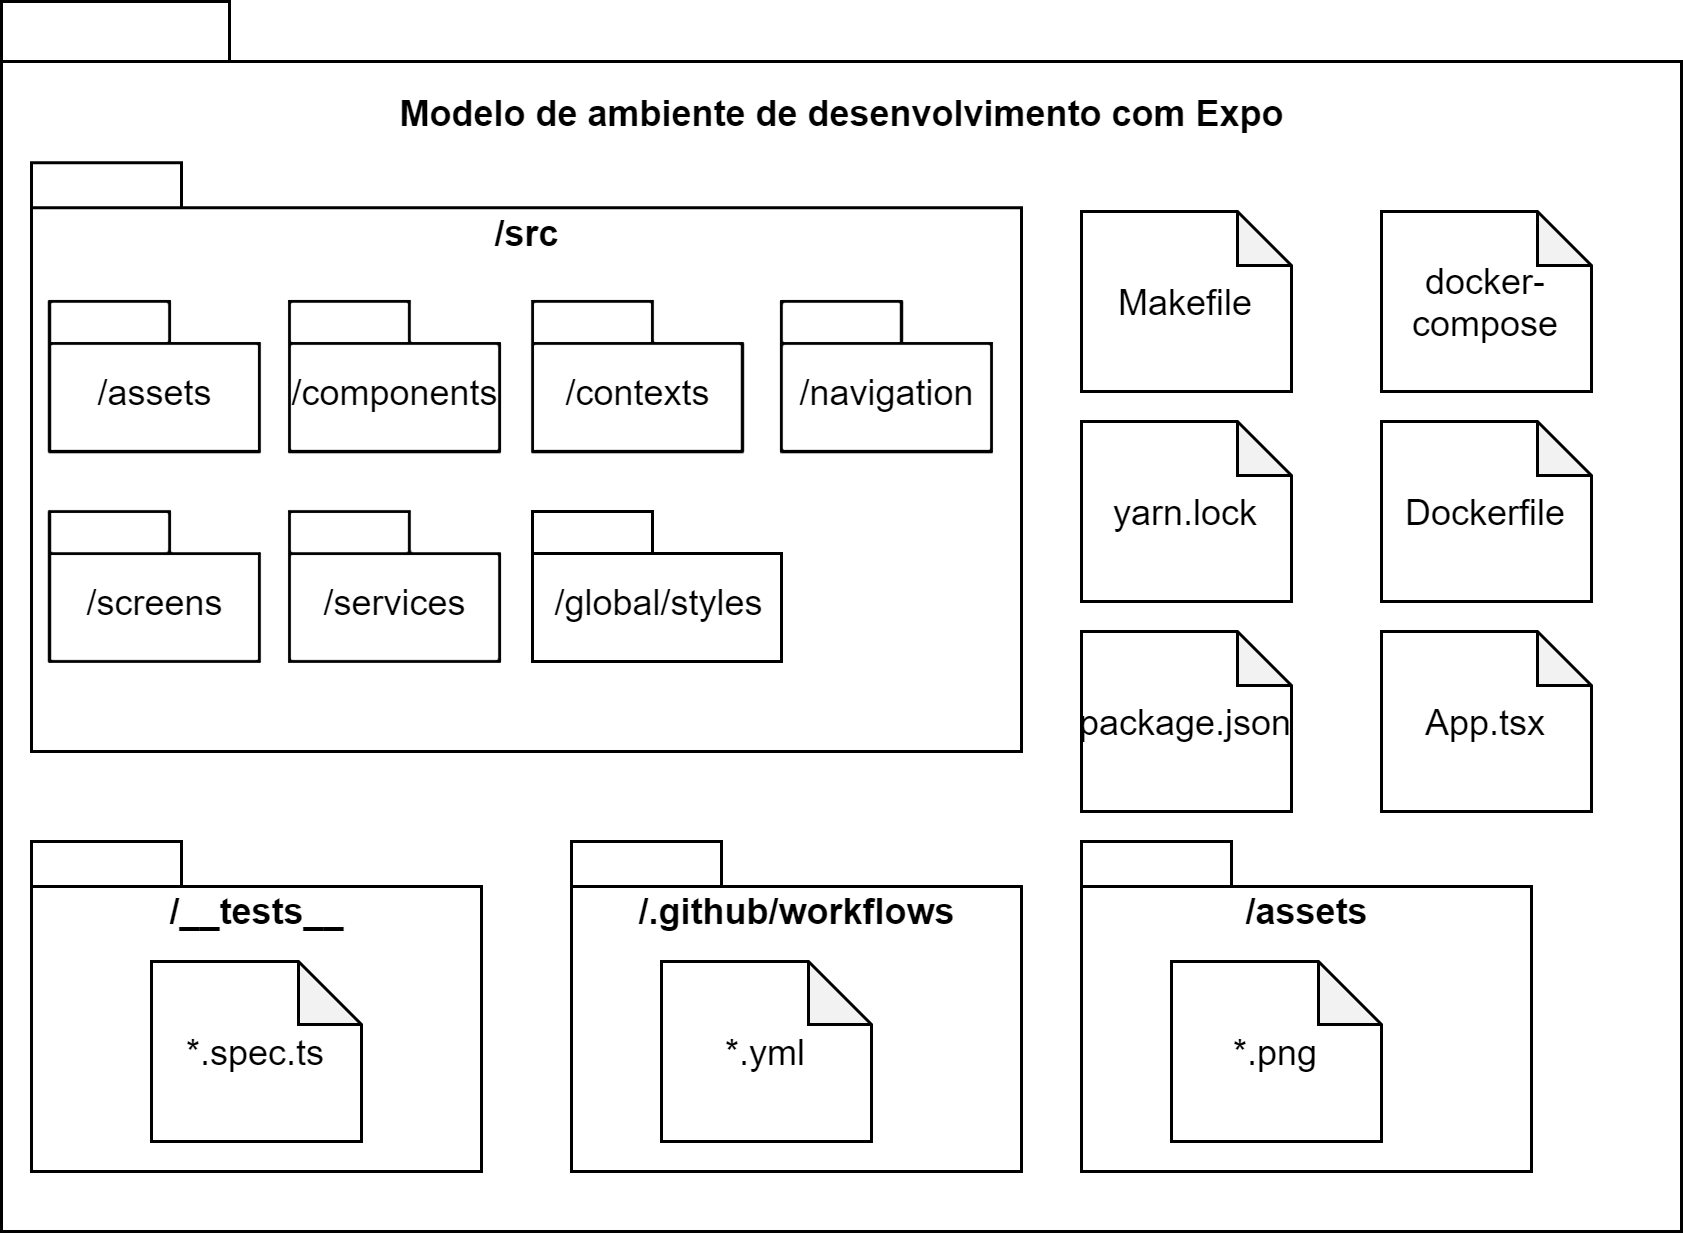 Modelo de ambiente de desenvolvimento com Expo
/src
/assets
/components
/contexts
/navigation
/screens
/services
/global/styles
Makefile
docker-
compose
yarn.lock
Dockerfile
package.json
App.tsx
/__tests__
*.spec.ts
/.github/workflows
*.yml
/assets
*.png